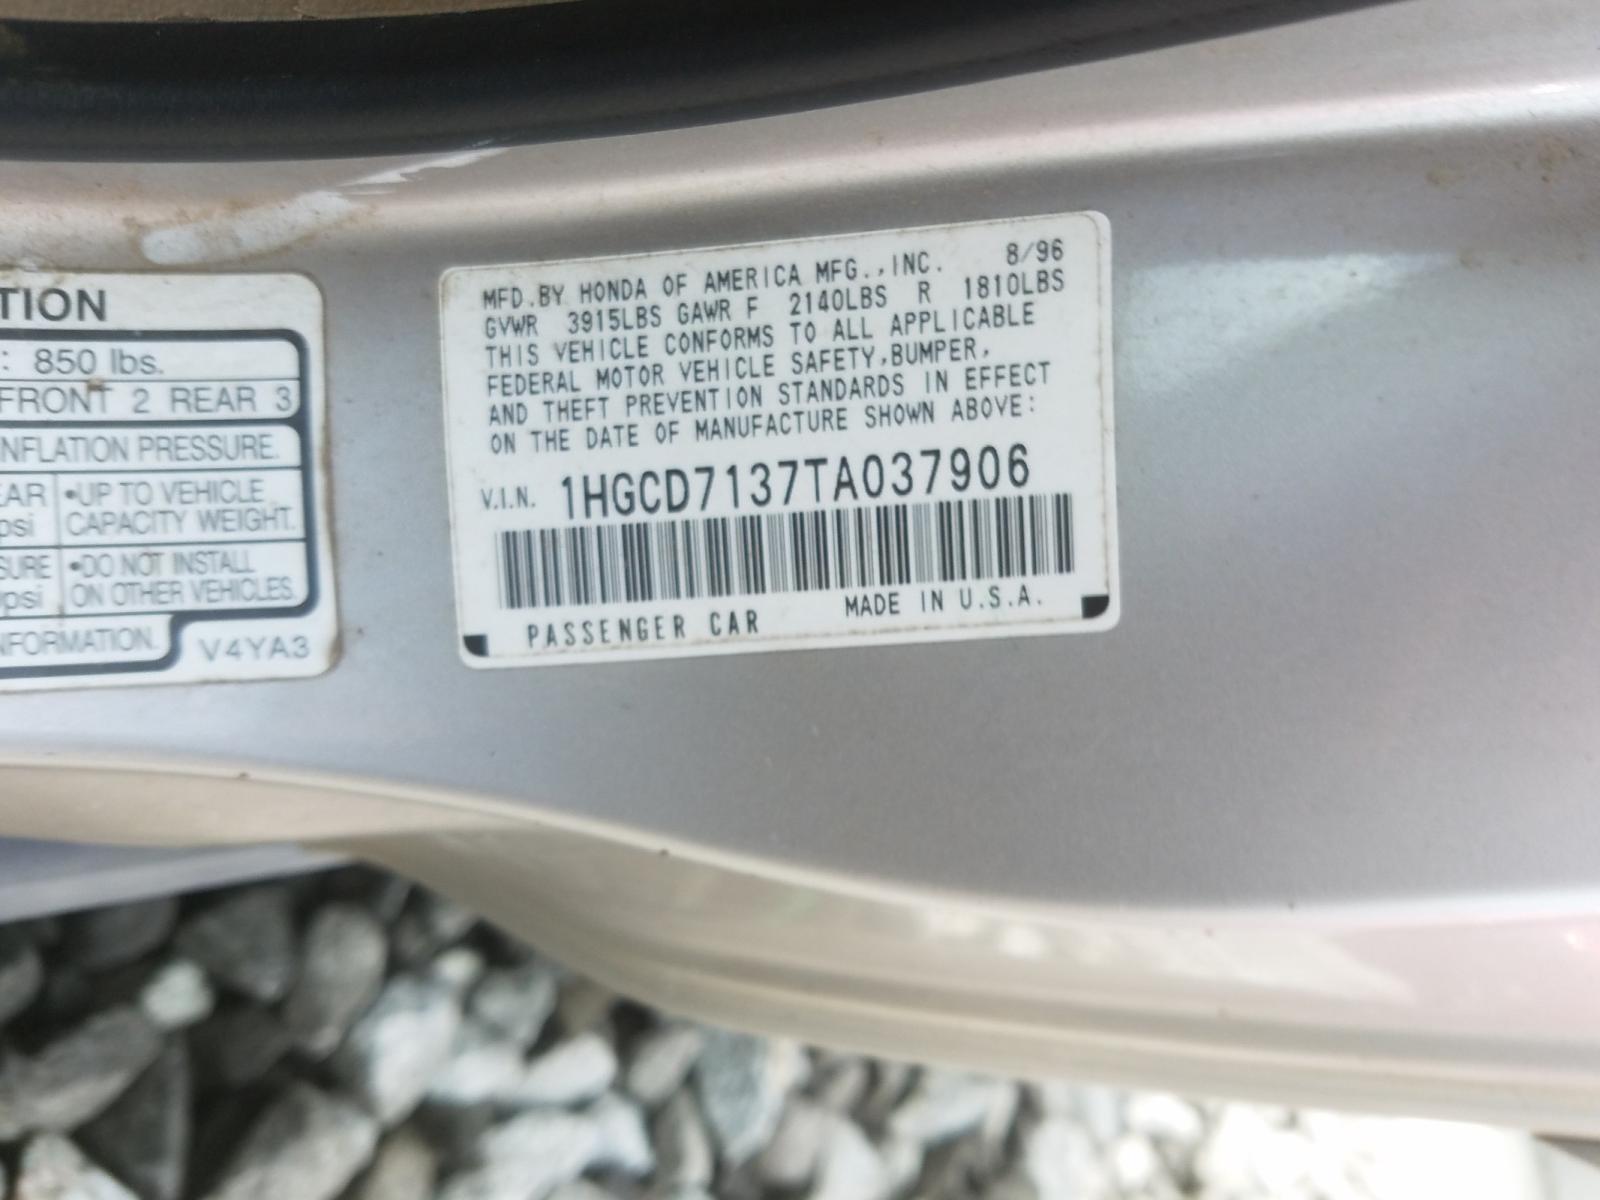 TION
: 850 lbs.
FRONT 2 REAR 3
INFLATION PRESSURE.
EAR •UP TO VEHICLE
psi CAPACITY WEIGHT.
SURE •DO NOT INSTALL
psi ON OTHER VEHICLES.
INFORMATION.
V4YA3
MFD.BY HONDA OF AMERICA MFG.,INC. 8/96
GVWR 3915LBS GAWR F 2140LBS R 1810LBS
THIS VEHICLE CONFORMS TO ALL APPLICABLE
FEDERAL MOTOR VEHICLE SAFETY,BUMPER,
AND THEFT PREVENTION STANDARDS IN EFFECT
ON THE DATE OF MANUFACTURE SHOWN ABOVE:
V.I.N. 1HGCD7137TA037906
PASSENGER CAR MADE IN U.S.A.